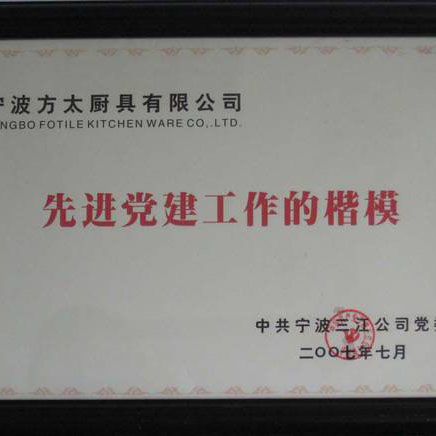 宁波方太厨具有限公司
NGBO FOTILE KITCHEN WARE CO,.LTD.
先进党建工作的楷模
中共宁波三江公司党委
二〇〇七年七月